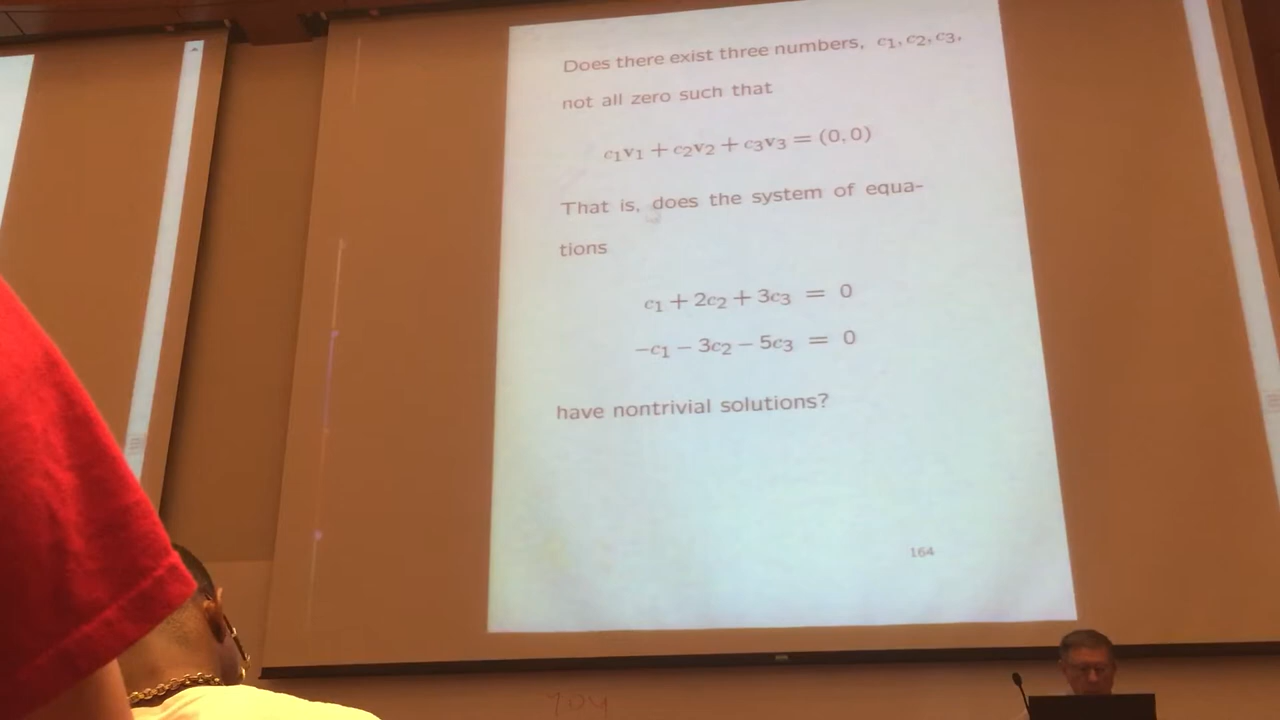 Does there exist three numbers, c₁, c₂, c₃,
not all zero such that
c₁v₁ + c₂v₂ + c₃v₃ = (0, 0)
That is, does the system of equa-
tions
c₁ + 2c₂ + 3c₃ = 0
−c₁ − 3c₂ − 5c₃ = 0
have nontrivial solutions?
164